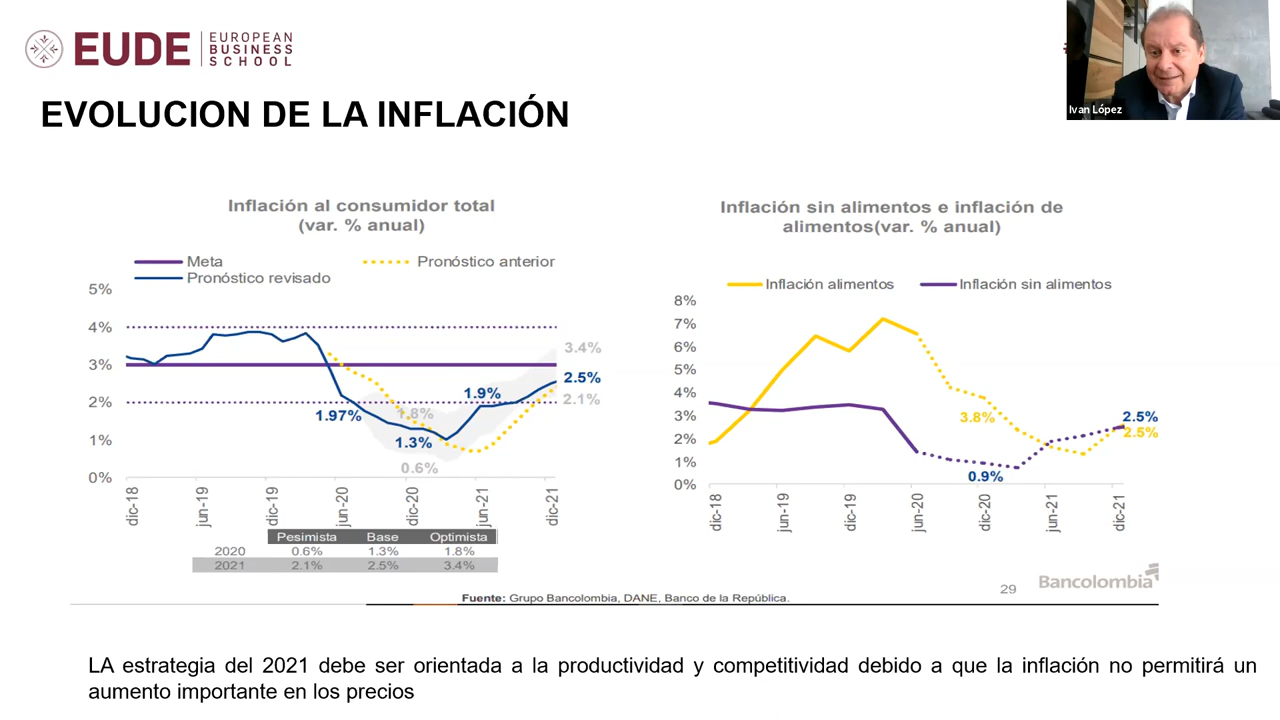 EUDE
EUROPEAN
BUSINESS
SCHOOL
Ivan López
EVOLUCION DE LA INFLACIÓN
Inflación al consumidor total
(var. % anual)
Meta
Pronóstico anterior
Pronóstico revisado
5%
4%
3%
2%
1%
0%
3.4%
2.5%
2.1%
1.9%
1.97%
1.8%
1.3%
0.6%
dic-18
jun-19
dic-19
jun-20
dic-20
jun-21
dic-21
Pesimista Base Optimista
2020 0.6% 1.3% 1.8%
2021 2.1% 2.5% 3.4%
Inflación sin alimentos e inflación de
alimentos(var. % anual)
Inflación alimentos
Inflación sin alimentos
8%
7%
6%
5%
4%
3%
2%
1%
0%
3.8%
2.5%
2.5%
0.9%
dic-18
jun-19
dic-19
jun-20
dic-20
jun-21
dic-21
29
Bancolombia
Fuente: Grupo Bancolombia, DANE, Banco de la República.
LA estrategia del 2021 debe ser orientada a la productividad y competitividad debido a que la inflación no permitirá un
aumento importante en los precios